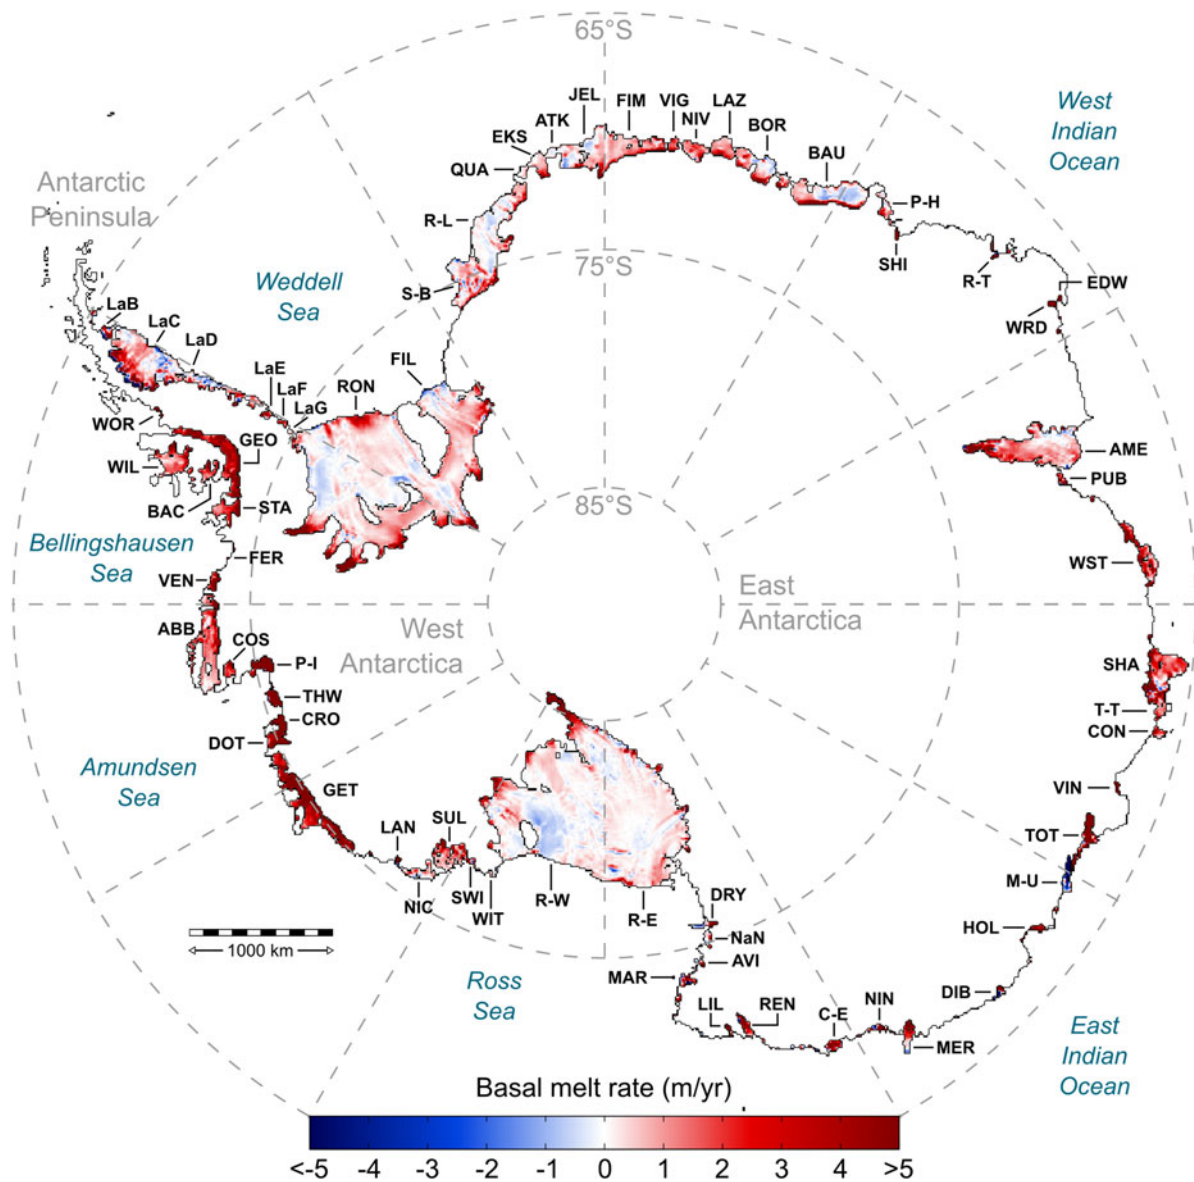 65°S
West
Indian
Ocean
JEL
FIM
VIG
LAZ
NIV
ATK
EKS
BOR
QUA
BAU
Antarctic
Peninsula
P-H
R-L
75°S
SHI
R-T
Weddell
Sea
S-B
EDW
LaB
LaC
WRD
LaD
FIL
LaE
RON
LaF
LaG
WOR
GEO
AME
WIL
PUB
BAC
STA
85°S
Bellingshausen
Sea
FER
WST
VEN
East
Antarctica
ABB
West
Antarctica
COS
P-I
SHA
THW
T-T
CRO
CON
DOT
Amundsen
Sea
GET
VIN
LAN
SUL
TOT
M-U
NIC
SWI
WIT
R-W
R-E
DRY
HOL
NaN
1000 km
AVI
MAR
Ross
Sea
DIB
LIL
REN
C-E
NIN
MER
East
Indian
Ocean
Basal melt rate (m/yr)
<-5 -4 -3 -2 -1 0 1 2 3 4 >5